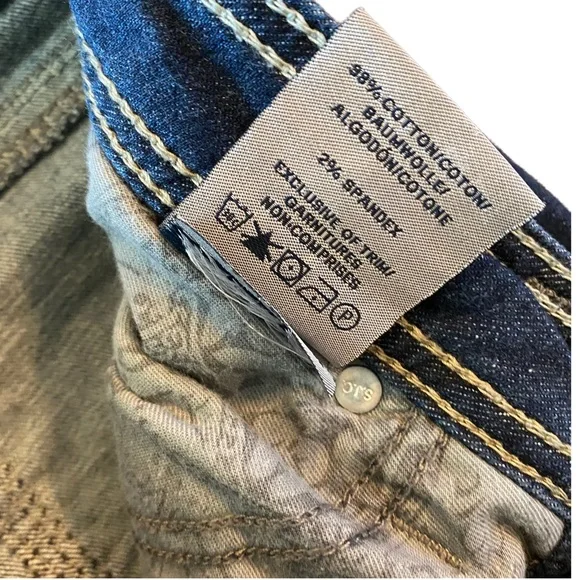 98% COTTON/COTON/
BAUMWOLLE/
ALGODÓN/COTONE
2% SPANDEX
EXCLUSIVE OF TRIM/
GARNITURES
NON-COMPRISES
P
S.J.C